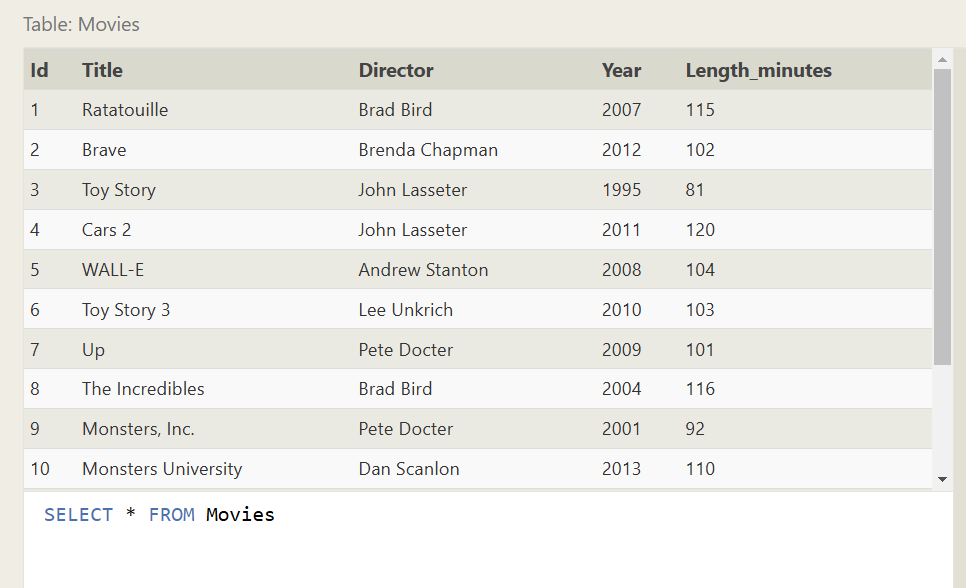 Table: Movies
Id Title Director Year Length_minutes
1 Ratatouille Brad Bird 2007 115
2 Brave Brenda Chapman 2012 102
3 Toy Story John Lasseter 1995 81
4 Cars 2 John Lasseter 2011 120
5 WALL-E Andrew Stanton 2008 104
6 Toy Story 3 Lee Unkrich 2010 103
7 Up Pete Docter 2009 101
8 The Incredibles Brad Bird 2004 116
9 Monsters, Inc. Pete Docter 2001 92
10 Monsters University Dan Scanlon 2013 110
SELECT * FROM Movies